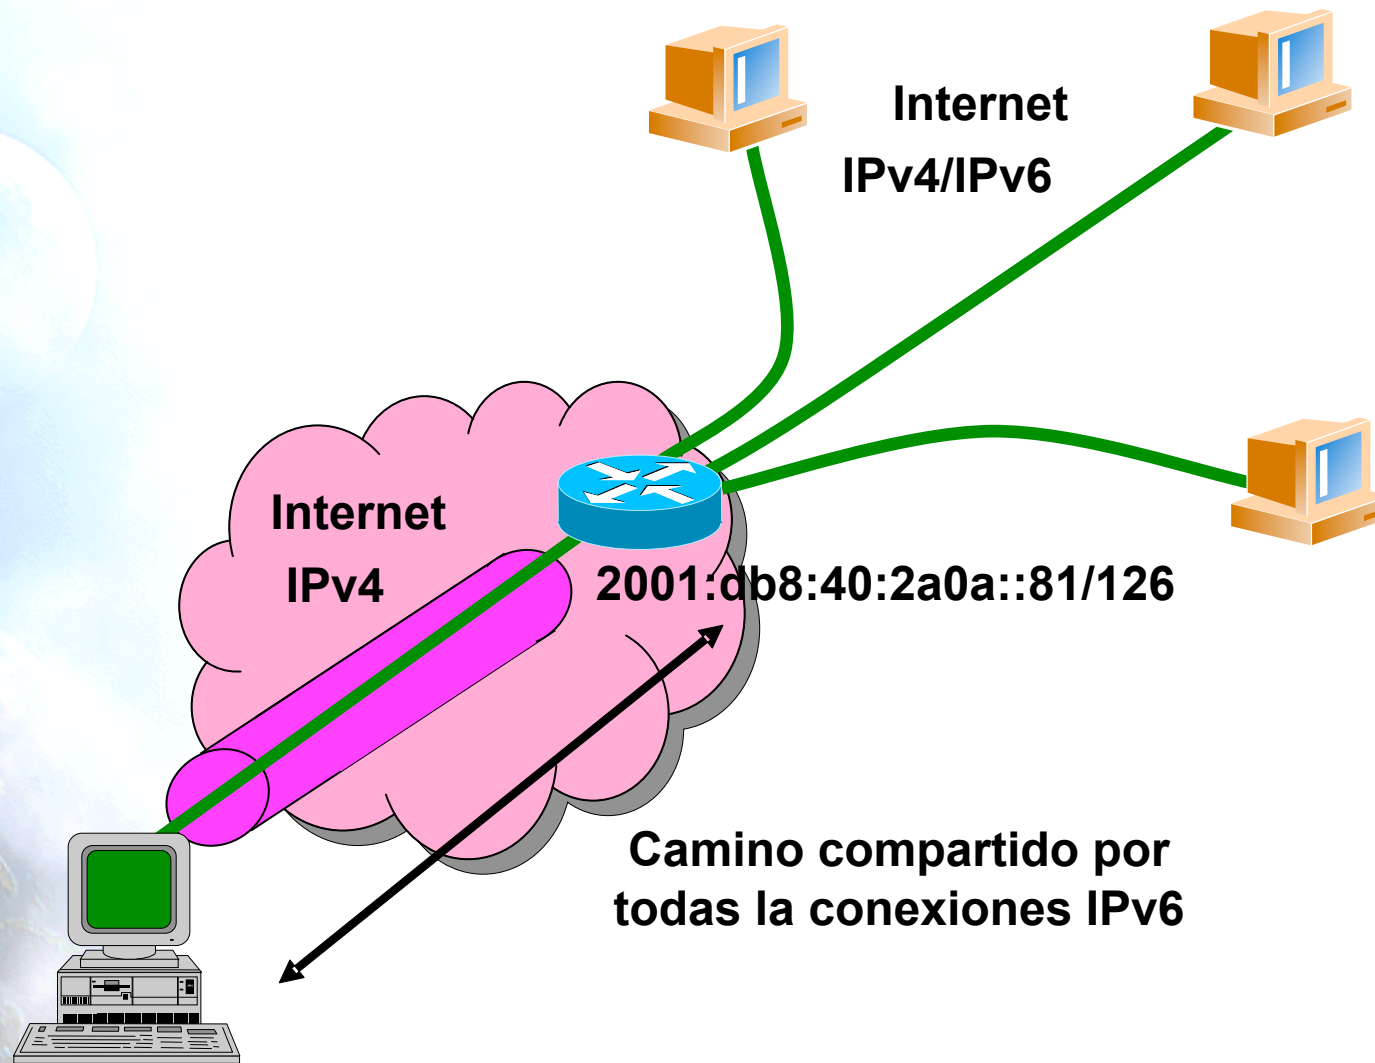 Internet
IPv4/IPv6
Internet
IPv4
2001:db8:40:2a0a::81/126
Camino compartido por
todas la conexiones IPv6